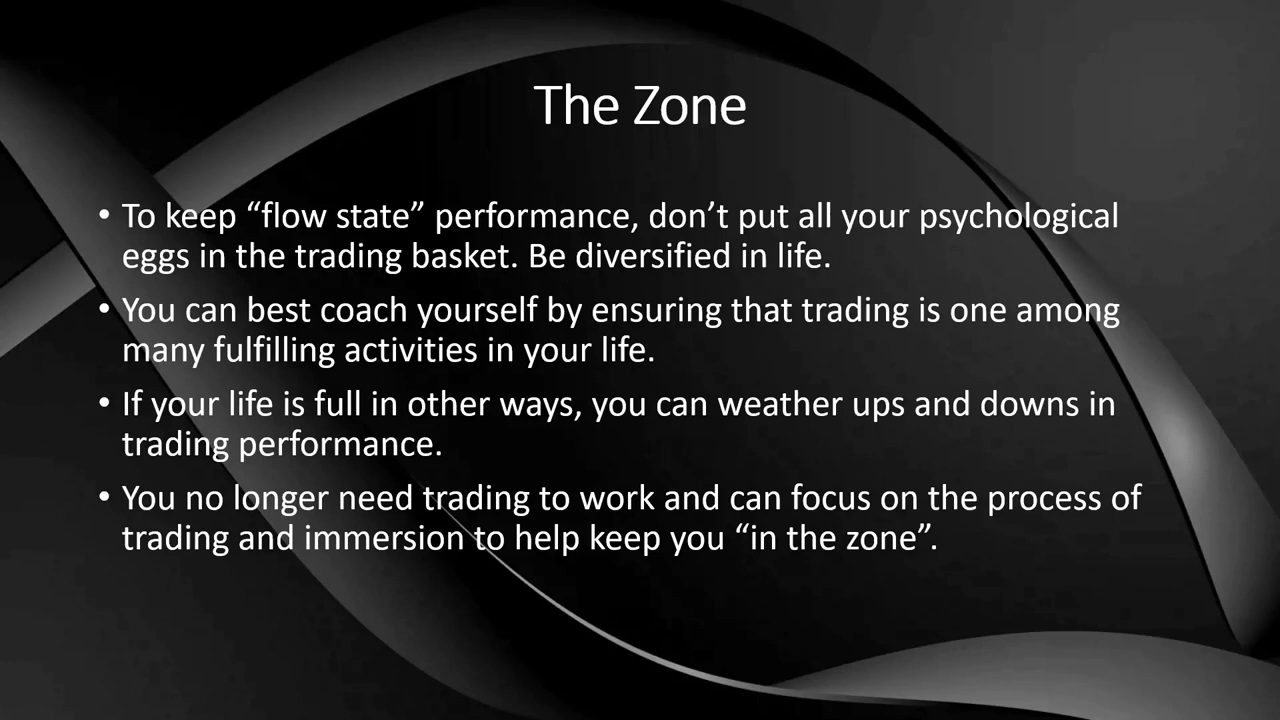 The Zone
• To keep “flow state” performance, don’t put all your psychological
eggs in the trading basket. Be diversified in life.
• You can best coach yourself by ensuring that trading is one among
many fulfilling activities in your life.
• If your life is full in other ways, you can weather ups and downs in
trading performance.
• You no longer need trading to work and can focus on the process of
trading and immersion to help keep you “in the zone”.